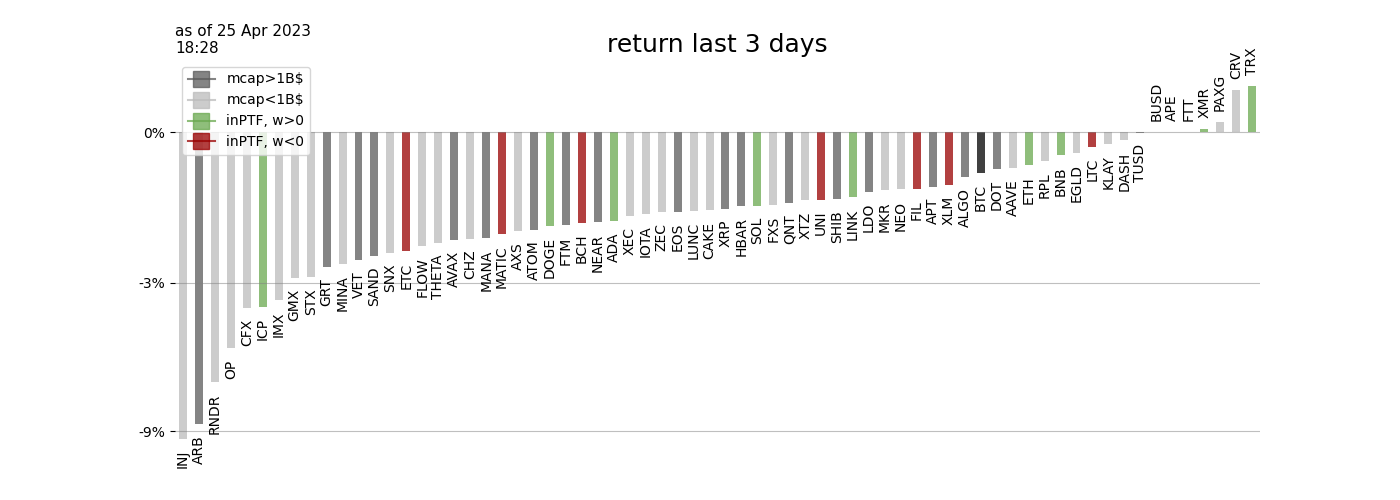 as of 25 Apr 2023
18:28
return last 3 days
mcap>1B$
mcap<1B$
inPTF, w>0
inPTF, w<0
0%
-3%
-9%
INJ
ARB
RNDR
OP
CFX
ICP
IMX
GMX
STX
GRT
MINA
VET
SAND
SNX
ETC
FLOW
THETA
AVAX
CHZ
MANA
MATIC
AXS
ATOM
DOGE
FTM
BCH
NEAR
ADA
XEC
IOTA
ZEC
EOS
LUNC
CAKE
XRP
HBAR
SOL
FXS
QNT
XTZ
UNI
SHIB
LINK
LDO
MKR
NEO
FIL
APT
XLM
ALGO
BTC
DOT
AAVE
ETH
RPL
BNB
EGLD
LTC
KLAY
DASH
TUSD
BUSD
APE
FTT
XMR
PAXG
CRV
TRX